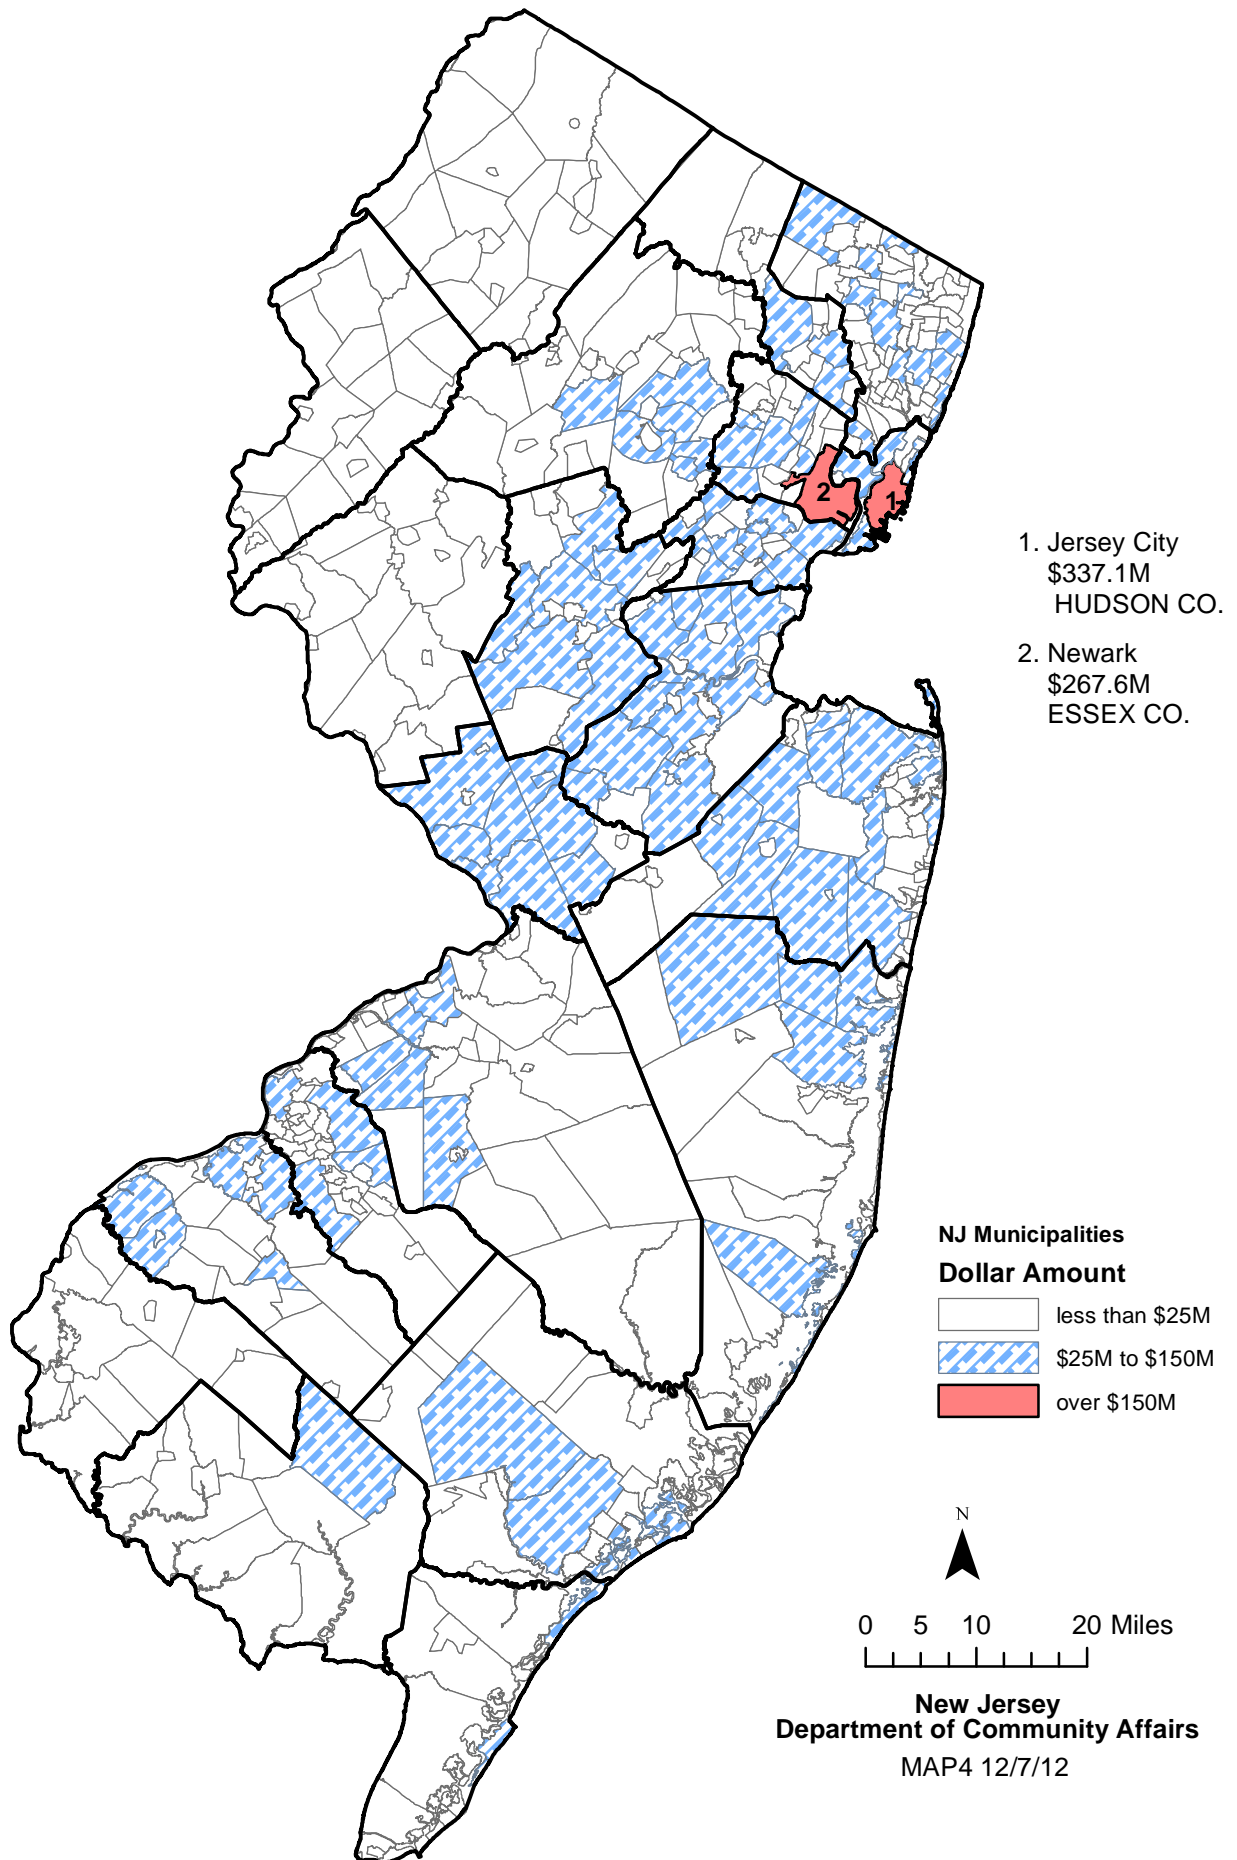 2
1
1. Jersey City
$337.1M
HUDSON CO.
2. Newark
$267.6M
ESSEX CO.
NJ Municipalities
Dollar Amount
less than $25M
$25M to $150M
over $150M
N
0 5 10 20 Miles
New Jersey
Department of Community Affairs
MAP4 12/7/12